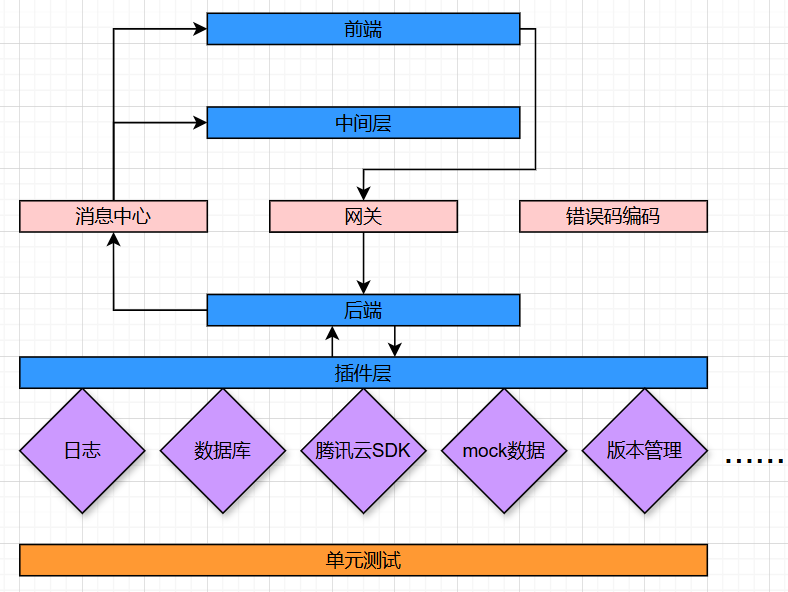 前端
中间层
消息中心
网关
错误码编码
后端
插件层
日志
数据库
腾讯云SDK
mock数据
版本管理
......
单元测试